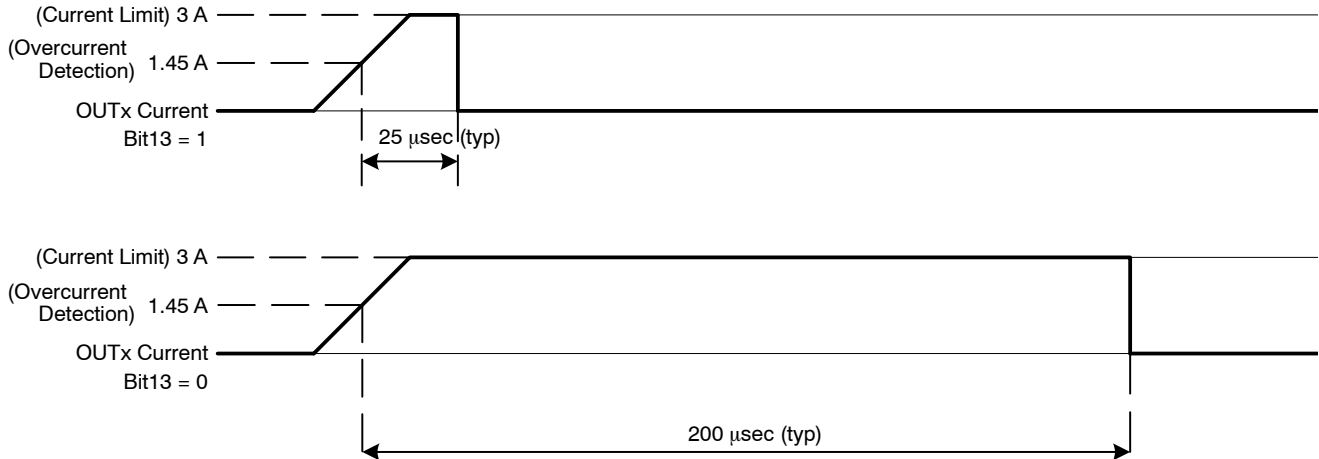 (Current Limit) 3 A
(Overcurrent
Detection) 1.45 A
OUTx Current
Bit13 = 1
25 μsec (typ)
(Current Limit) 3 A
(Overcurrent
Detection) 1.45 A
OUTx Current
Bit13 = 0
200 μsec (typ)